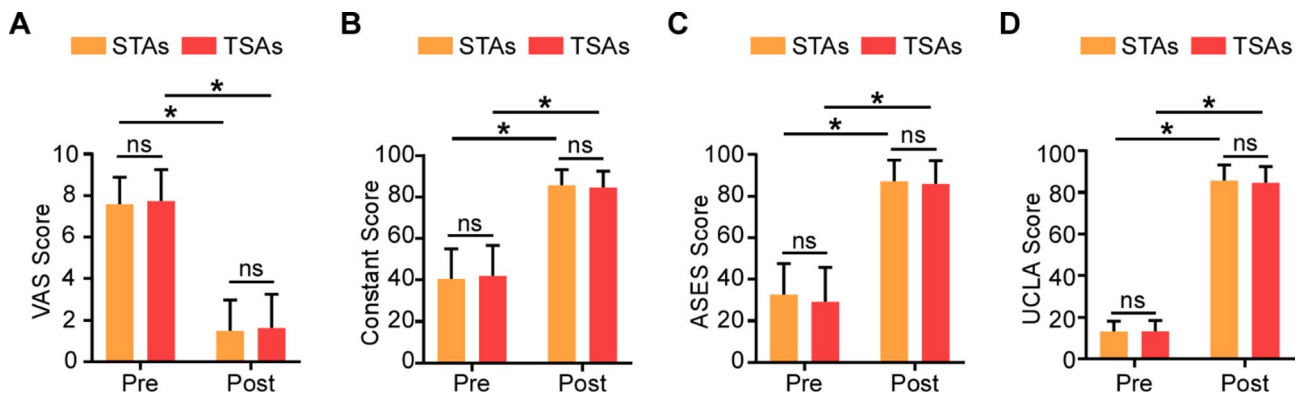 A
STAs TSAs
* *
ns
ns
VAS Score
10
8
6
4
2
0
Pre Post
B
STAs TSAs
* *
ns
ns
Constant Score
100
80
60
40
20
0
Pre Post
C
STAs TSAs
* *
ns
ns
ASES Score
100
80
60
40
20
0
Pre Post
D
STAs TSAs
* *
ns
ns
UCLA Score
100
80
60
40
20
0
Pre Post